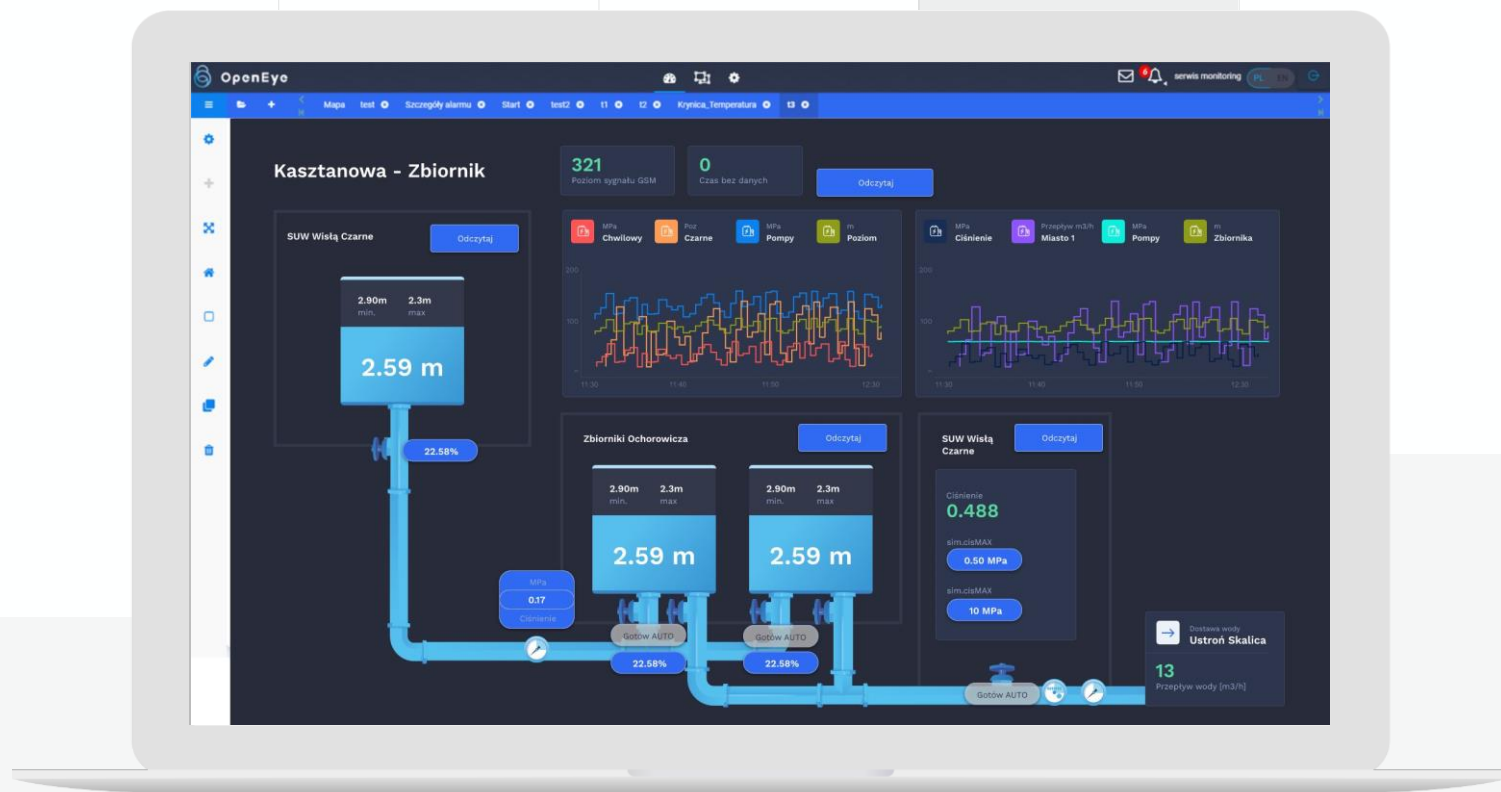 OpenEye
6
serwis monitoring
PL EN
Mapa test Szczegóły alarmu Start test2 t1 t2 Krynica_Temperatura t3
Kasztanowa - Zbiornik
321
Poziom sygnału GSM
0
Czas bez danych
Odczytaj
SUW Wisłą Czarne
Odczytaj
2.90m 2.3m
min. max
2.59 m
22.58%
MPa
Chwilowy
Poz
Czarne
MPa
Pompy
m
Poziom
200
100
-
11:30 11:40 11:50 12:30
MPa
Ciśnienie
Przepływ m3/h
Miasto 1
MPa
Pompy
m
Zbiornika
200
100
-
11:30 11:40 11:50 12:30
Zbiorniki Ochorowicza
Odczytaj
2.90m 2.3m
min. max
2.59 m
2.90m 2.3m
min. max
2.59 m
MPa
0.17
Ciśnienie
Gotów AUTO
22.58%
Gotów AUTO
22.58%
SUW Wisłą
Czarne
Odczytaj
Ciśnienie
0.488
sim.cisMAX
0.50 MPa
sim.cisMAX
10 MPa
Gotów AUTO
Dostawa wody
Ustroń Skalica
13
Przepływ wody [m3/h]